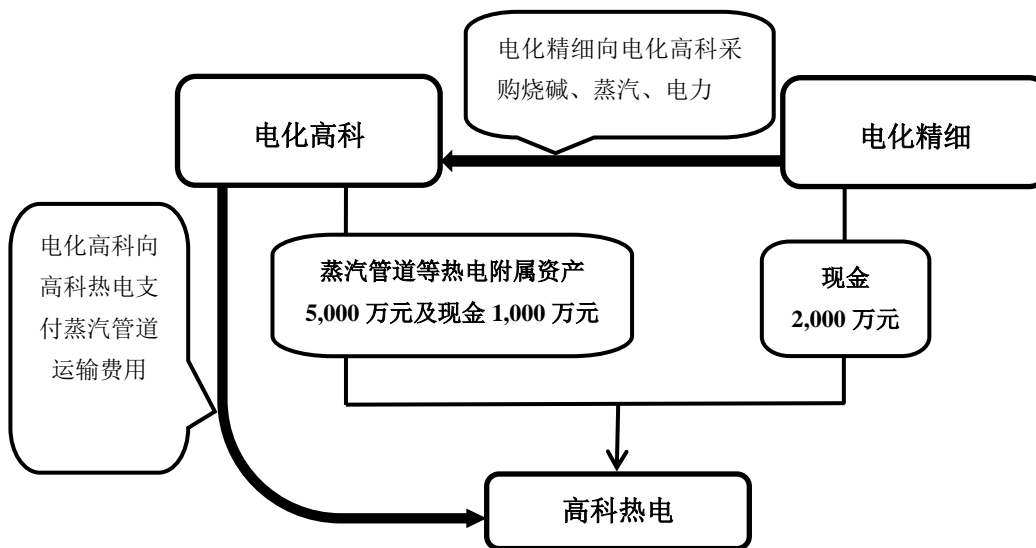 电化精细向电化高科采
购烧碱、蒸汽、电力
电化高科
电化精细
电化高科向
高科热电支
付蒸汽管道
运输费用
蒸汽管道等热电附属资产
5,000 万元及现金 1,000 万元
现金
2,000 万元
高科热电